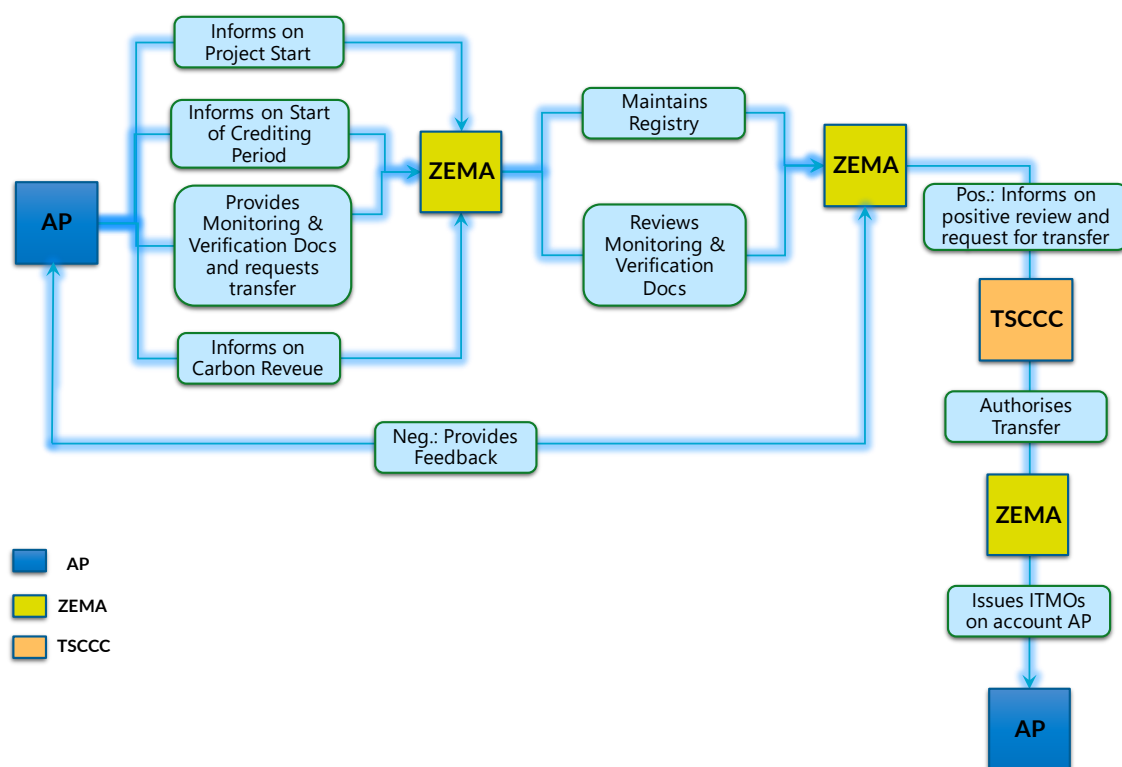 Informs on
Project Start
Informs on Start
of Crediting
Period
AP
Provides
Monitoring &
Verification Docs
and requests
transfer
Informs on
Carbon Reveue
ZEMA
Maintains
Registry
Reviews
Monitoring &
Verification
Docs
ZEMA
Pos.: Informs on
positive review and
request for transfer
TSCCC
Authorises
Transfer
Neg.: Provides
Feedback
ZEMA
Issues ITMOs
on account AP
AP
AP
ZEMA
TSCCC